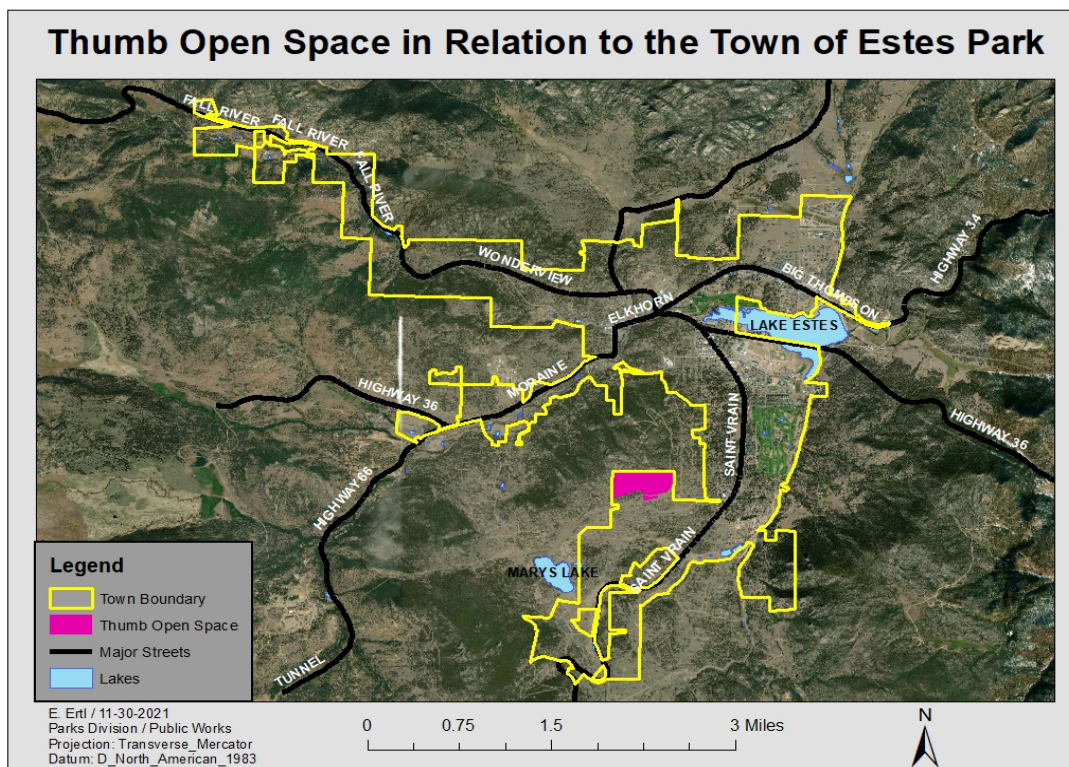 Thumb Open Space in Relation to the Town of Estes Park
FALL RIVER
FALL RIVER
FALL RIVER
WONDERVIEW
ELKHORN
BIG THOMPSON
HIGHWAY 34
LAKE ESTES
MORAINE
HIGHWAY 36
SAINT VRAIN
HIGHWAY 36
HIGHWAY 66
MARYS LAKE
SAINT VRAIN
TUNNEL
Legend
Town Boundary
Thumb Open Space
Major Streets
Lakes
E. Ertl / 11-30-2021
Parks Division / Public Works
Projection: Transverse_Mercator
Datum: D_North_American_1983
0 0.75 1.5 3 Miles
N